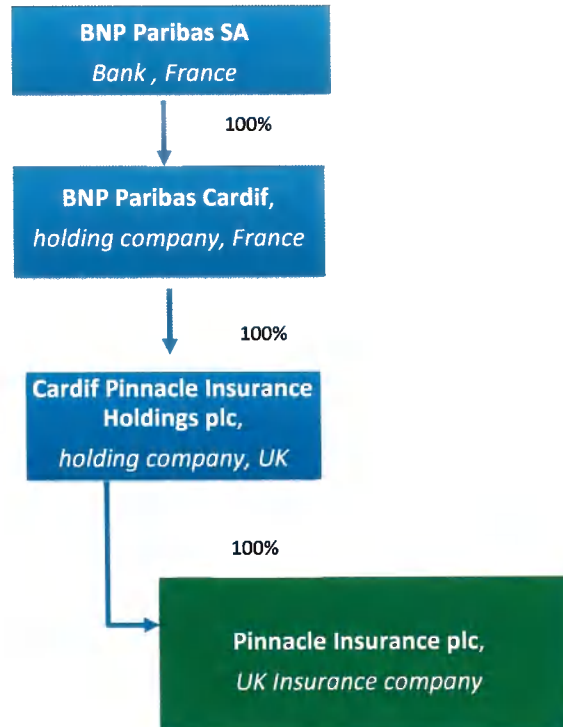 BNP Paribas SA
Bank , France
100%
BNP Paribas Cardif,
holding company, France
100%
Cardif Pinnacle Insurance
Holdings plc,
holding company, UK
100%
Pinnacle Insurance plc,
UK Insurance company